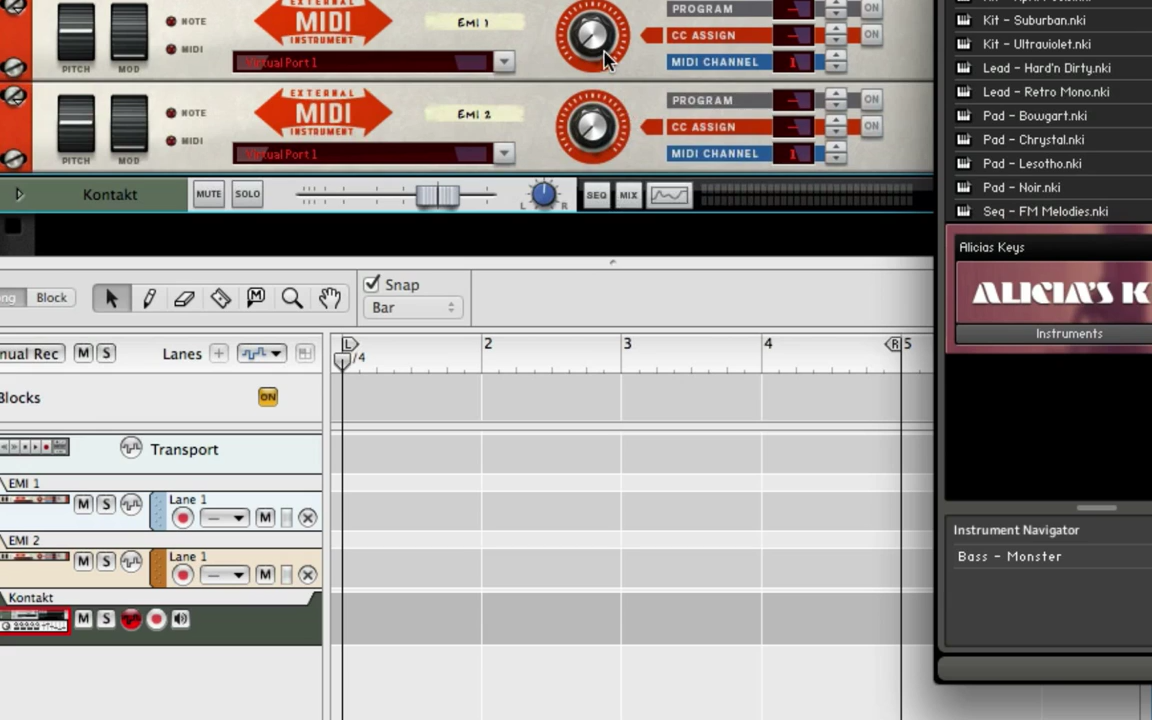 EXTERNAL
MIDI
INSTRUMENT
NOTE
MIDI
PITCH
MOD
EMI 1
Virtual Port 1
PROGRAM
ON
CC ASSIGN
ON
MIDI CHANNEL
1
EXTERNAL
MIDI
INSTRUMENT
NOTE
MIDI
PITCH
MOD
EMI 2
Virtual Port 1
PROGRAM
ON
CC ASSIGN
ON
MIDI CHANNEL
1
Kontakt
MUTE
SOLO
L
R
SEQ
MIX
Kit – Suburban.nki
Kit – Ultraviolet.nki
Lead – Hard'n Dirty.nki
Lead – Retro Mono.nki
Pad – Bowgart.nki
Pad – Chrystal.nki
Pad – Lesotho.nki
Pad – Noir.nki
Seq – FM Melodies.nki
Alicias Keys
ALICIA'S K
Instruments
Instrument Navigator
Bass – Monster
ng
Block
M
Snap
Bar
nual Rec
M
S
Lanes
L
/4
2
3
4
R
5
Blocks
ON
Transport
EMI 1
M
S
Lane 1
—
M
EMI 2
M
S
Lane 1
—
M
Kontakt
M
S